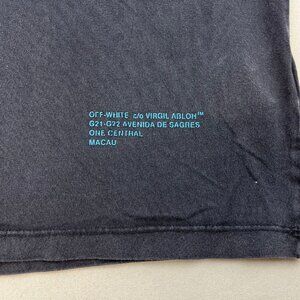 OFF-WHITE c/o VIRGIL ABLOH™
G21-G22 AVENIDA DE SAGRES
ONE CENTRAL
MACAU